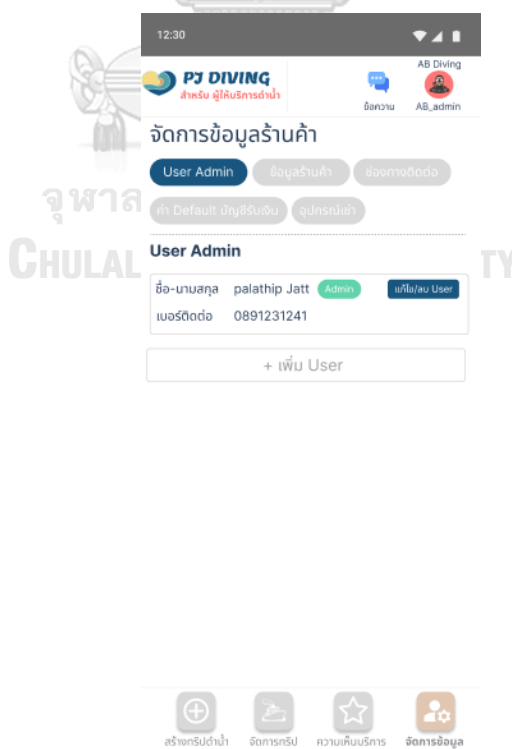 12:30
PJ DIVING
สำหรับ ผู้ให้บริการดำน้ำ
ข้อความ
AB Diving
AB_admin
จัดการข้อมูลร้านค้า
User Admin ข้อมูลร้านค้า ช่องทางติดต่อ
ค่า Default บัญชีรับเงิน อุปกรณ์เช่า
จุฬาล
CHULAL TY
User Admin
ชื่อ-นามสกุล palathip Jatt Admin แก้ไข/ลบ User
เบอร์ติดต่อ 0891231241
+ เพิ่ม User
สร้างทริปดำน้ำ จัดการทริป ความเห็นบริการ จัดการข้อมูล